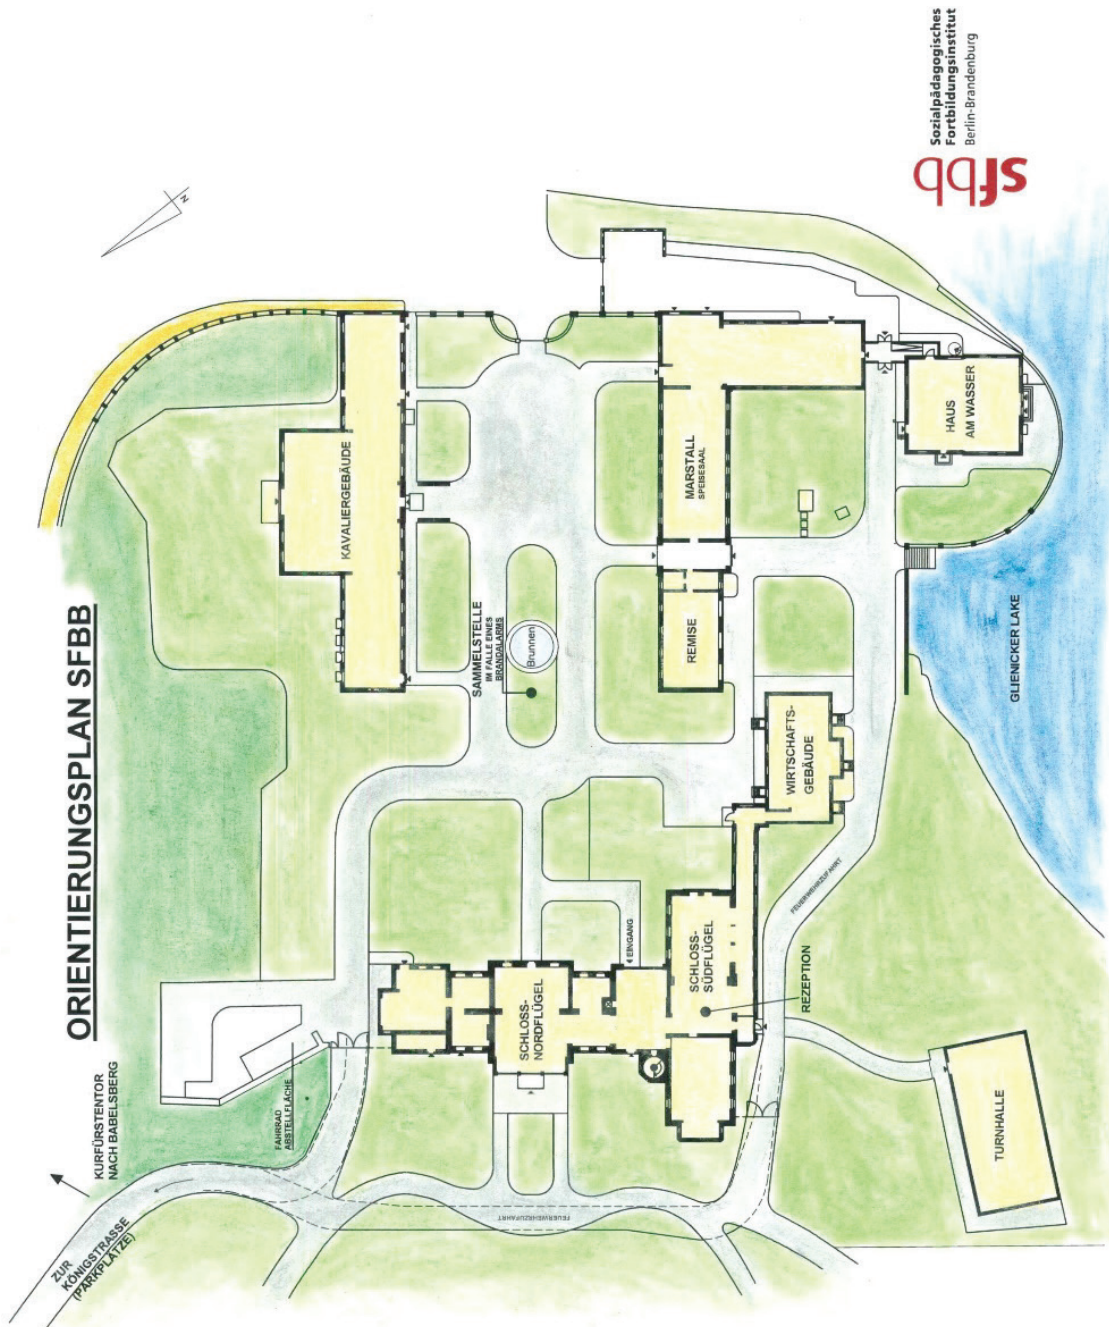 ORIENTIERUNGSPLAN SFBB
sfbb
Sozialpädagogisches
Fortbildungsinstitut
Berlin-Brandenburg
N
KURFÜRSTENTOR
NACH BABELSBERG
ZUR
KÖNIGSTRASSE
(PARKPLÄTZE)
FAHRRAD
ABSTELLFLÄCHE
KAVALIERGEBÄUDE
SAMMELSTELLE
IM FALLE EINES
BRANDALARMS
Brunnen
MARSTALL
SPEISESAAL
REMISE
HAUS
AM WASSER
WIRTSCHAFTS-
GEBÄUDE
GLIENICKER LAKE
SCHLOSS-
NORDFLÜGEL
EINGANG
SCHLOSS-
SÜDFLÜGEL
REZEPTION
FEUERWEHRZUFAHRT
FEUERWEHRZUFAHRT
TURNHALLE